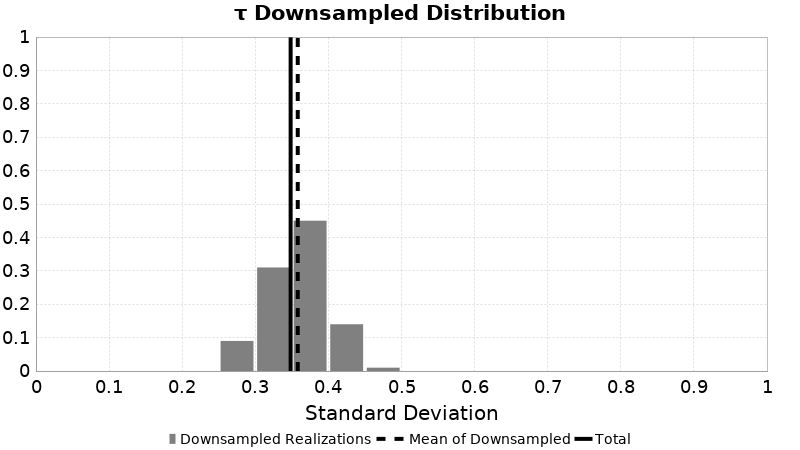 τ Downsampled Distribution
1
0.9
0.8
0.7
0.6
0.5
0.4
0.3
0.2
0.1
0
0 0.1 0.2 0.3 0.4 0.5 0.6 0.7 0.8 0.9 1
Standard Deviation
Downsampled Realizations Mean of Downsampled Total